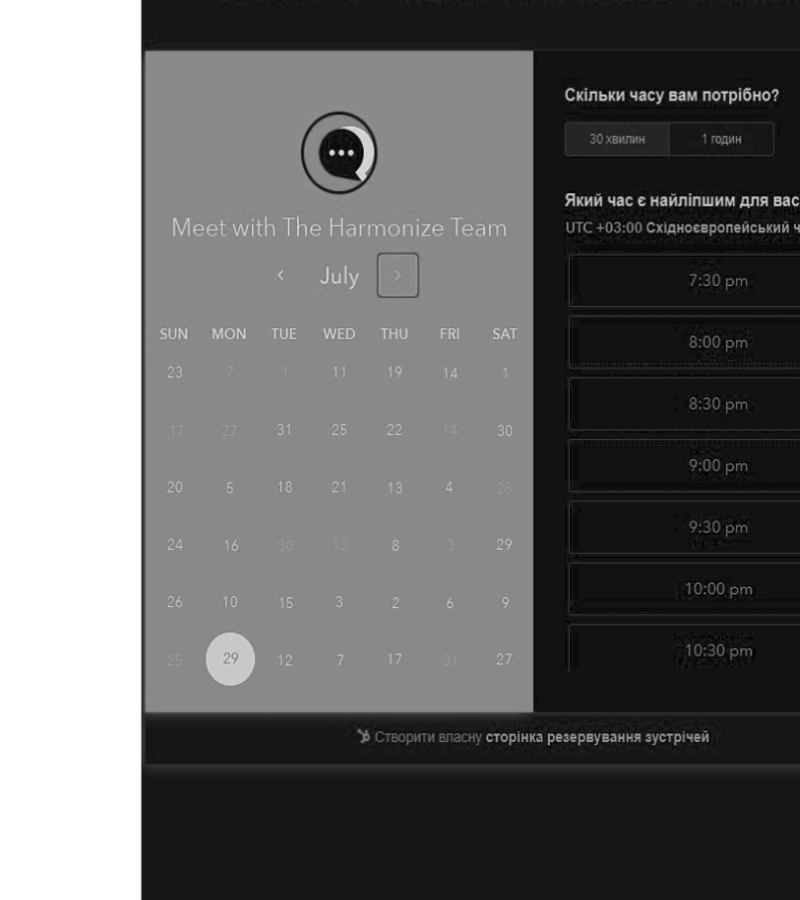 Meet with The Harmonize Team
July
SUN MON TUE WED THU FRI SAT
23 7 1 11 19 14 1
17 27 31 25 22 14 30
20 5 18 21 13 4 28
24 16 30 13 8 3 29
26 10 15 3 2 6 9
25 29 12 7 17 31 27
Скільки часу вам потрібно?
30 хвилин 1 годин
Який час є найліпшим для вас
UTC +03:00 Східноєвропейський ч
7:30 pm
8:00 pm
8:30 pm
9:00 pm
9:30 pm
10:00 pm
10:30 pm
Створити власну сторінка резервування зустрічей